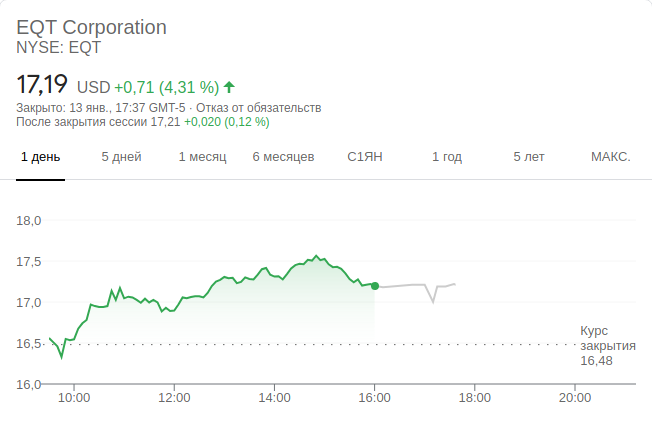 EQT Corporation
NYSE: EQT
17,19 USD +0,71 (4,31 %)
Закрыто: 13 янв., 17:37 GMT-5 · Отказ от обязательств
После закрытия сессии 17,21 +0,020 (0,12 %)
1 день 5 дней 1 месяц 6 месяцев С1ЯН 1 год 5 лет МАКС.
18,0
17,5
17,0
16,5
16,0
Курс
закрытия
16,48
10:00 12:00 14:00 16:00 18:00 20:00